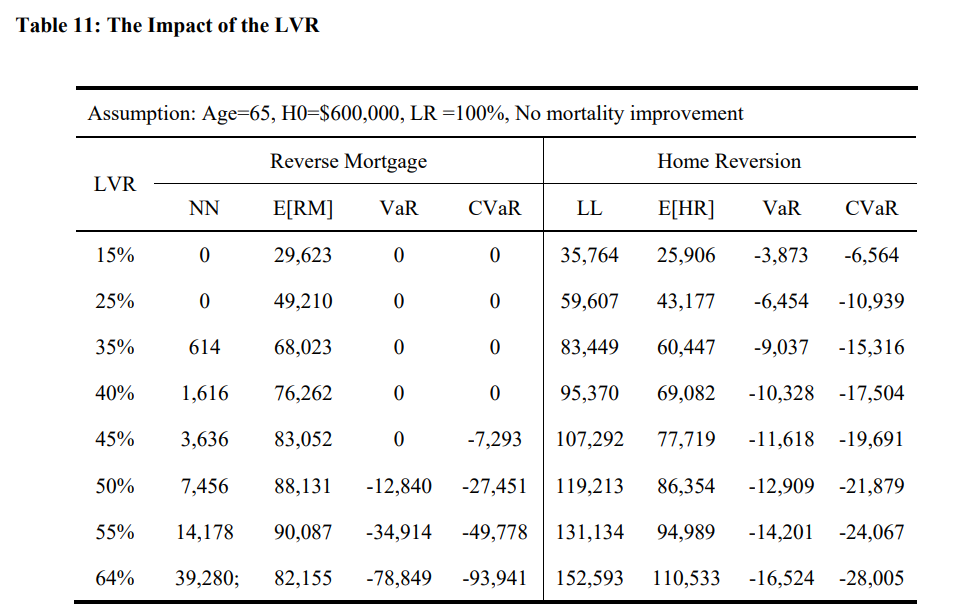 Table 11: The Impact of the LVR
Assumption: Age=65, H0=$600,000, LR =100%, No mortality improvement
LVR Reverse Mortgage Home Reversion
NN E[RM] VaR CVaR LL E[HR] VaR CVaR
15% 0 29,623 0 0 35,764 25,906 -3,873 -6,564
25% 0 49,210 0 0 59,607 43,177 -6,454 -10,939
35% 614 68,023 0 0 83,449 60,447 -9,037 -15,316
40% 1,616 76,262 0 0 95,370 69,082 -10,328 -17,504
45% 3,636 83,052 0 -7,293 107,292 77,719 -11,618 -19,691
50% 7,456 88,131 -12,840 -27,451 119,213 86,354 -12,909 -21,879
55% 14,178 90,087 -34,914 -49,778 131,134 94,989 -14,201 -24,067
64% 39,280; 82,155 -78,849 -93,941 152,593 110,533 -16,524 -28,005